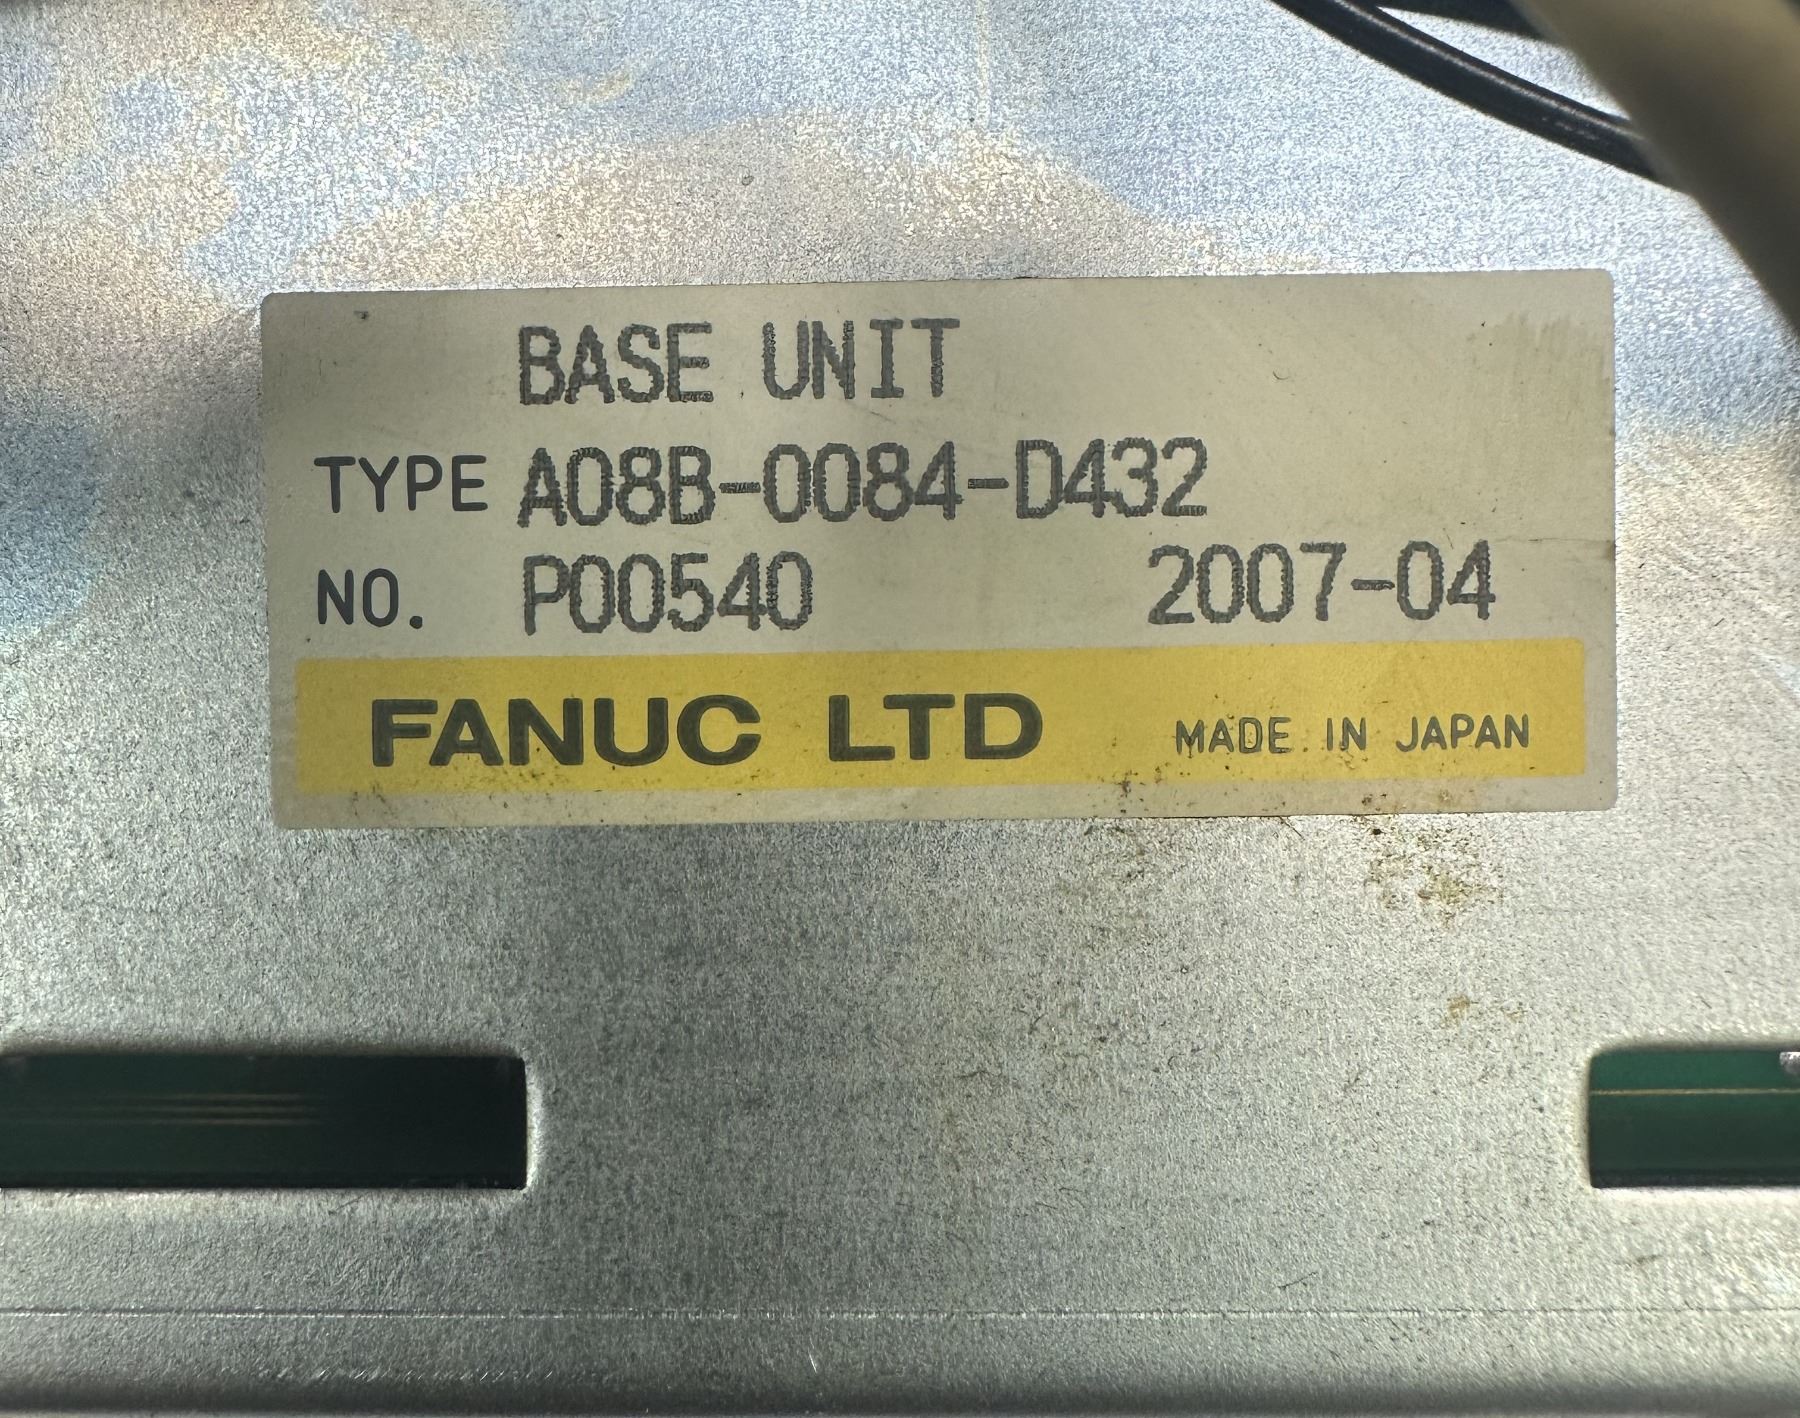 BASE UNIT
TYPE A08B-0084-D432
NO. P00540 2007-04
FANUC LTD MADE IN JAPAN